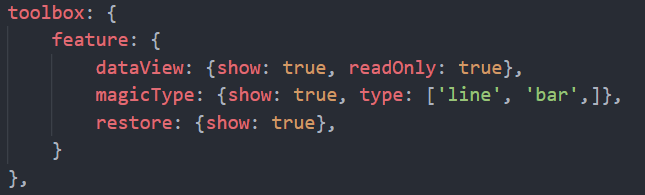 toolbox: {
    feature: {
        dataView: {show: true, readOnly: true},
        magicType: {show: true, type: ['line', 'bar',]},
        restore: {show: true},
    }
},